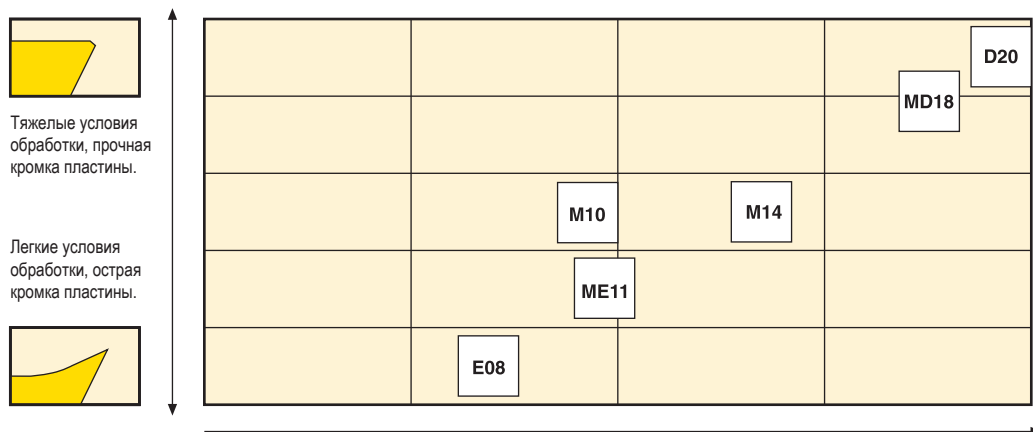 D20
MD18
Тяжелые условия
обработки, прочная
кромка пластины.
M10
M14
Легкие условия
обработки, острая
кромка пластины.
ME11
E08